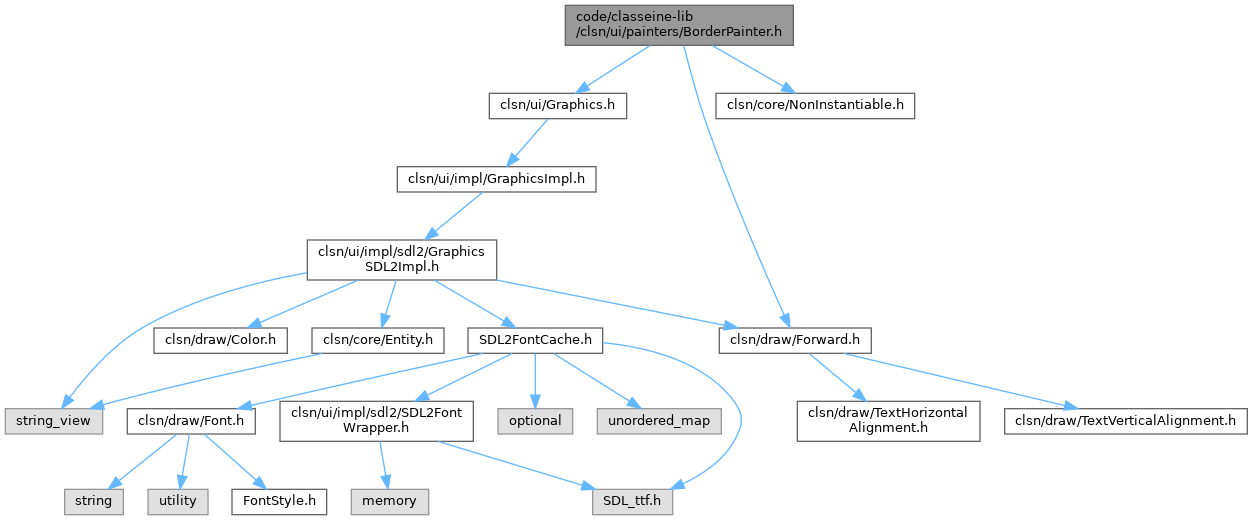 code/classeine-lib
/clsn/ui/painters/BorderPainter.h
clsn/ui/Graphics.h
clsn/core/NonInstantiable.h
clsn/ui/impl/GraphicsImpl.h
clsn/ui/impl/sdl2/Graphics
SDL2Impl.h
clsn/draw/Color.h
clsn/core/Entity.h
SDL2FontCache.h
clsn/draw/Forward.h
string_view
clsn/draw/Font.h
clsn/ui/impl/sdl2/SDL2Font
Wrapper.h
optional
unordered_map
clsn/draw/TextHorizontal
Alignment.h
clsn/draw/TextVerticalAlignment.h
string
utility
FontStyle.h
memory
SDL_ttf.h